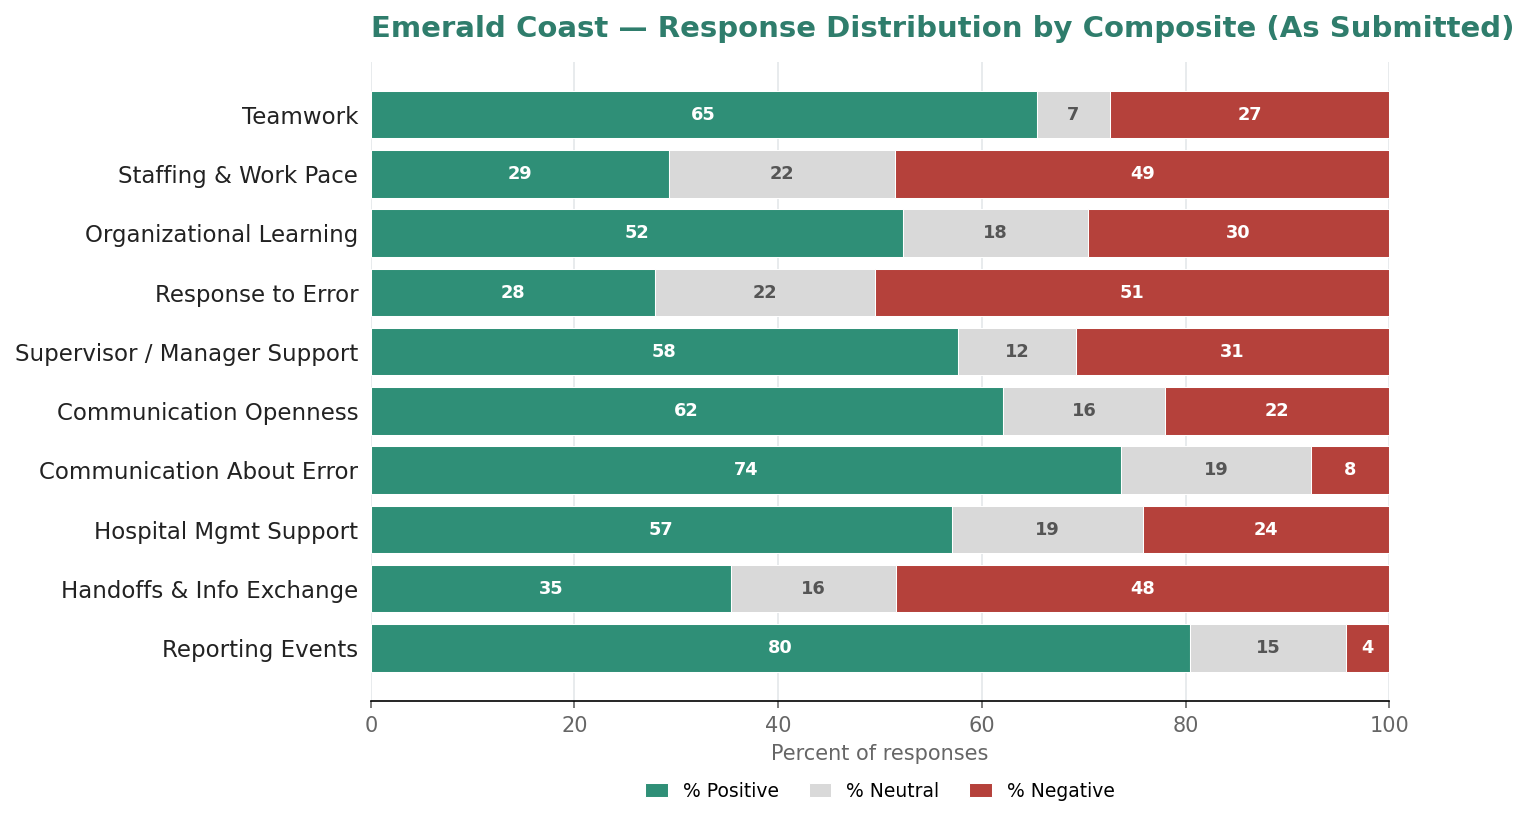 Emerald Coast — Response Distribution by Composite (As Submitted)
Teamwork 65 7 27
Staffing & Work Pace 29 22 49
Organizational Learning 52 18 30
Response to Error 28 22 51
Supervisor / Manager Support 58 12 31
Communication Openness 62 16 22
Communication About Error 74 19 8
Hospital Mgmt Support 57 19 24
Handoffs & Info Exchange 35 16 48
Reporting Events 80 15 4
0 20 40 60 80 100
Percent of responses
% Positive % Neutral % Negative